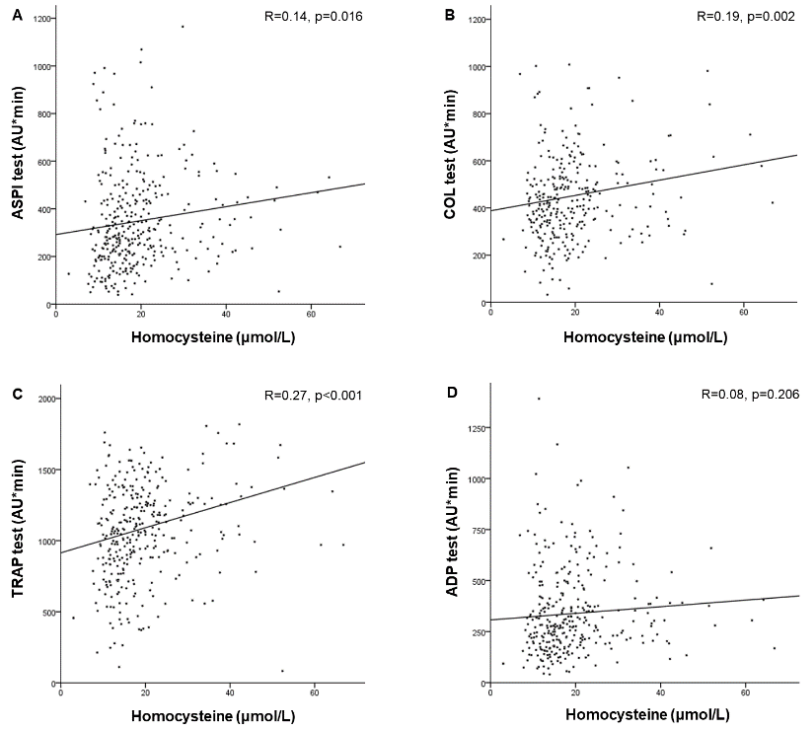 A
R=0.14, p=0.016
ASPI test (AU*min)
1200
1000
800
600
400
200
0
0 20 40 60
Homocysteine (µmol/L)
B
R=0.19, p=0.002
COL test (AU*min)
1200
1000
800
600
400
200
0
0 20 40 60
Homocysteine (µmol/L)
C
R=0.27, p<0.001
TRAP test (AU*min)
2000
1500
1000
500
0
0 20 40 60
Homocysteine (µmol/L)
D
R=0.08, p=0.206
ADP test (AU*min)
1250
1000
750
500
250
0
0 20 40 60
Homocysteine (µmol/L)